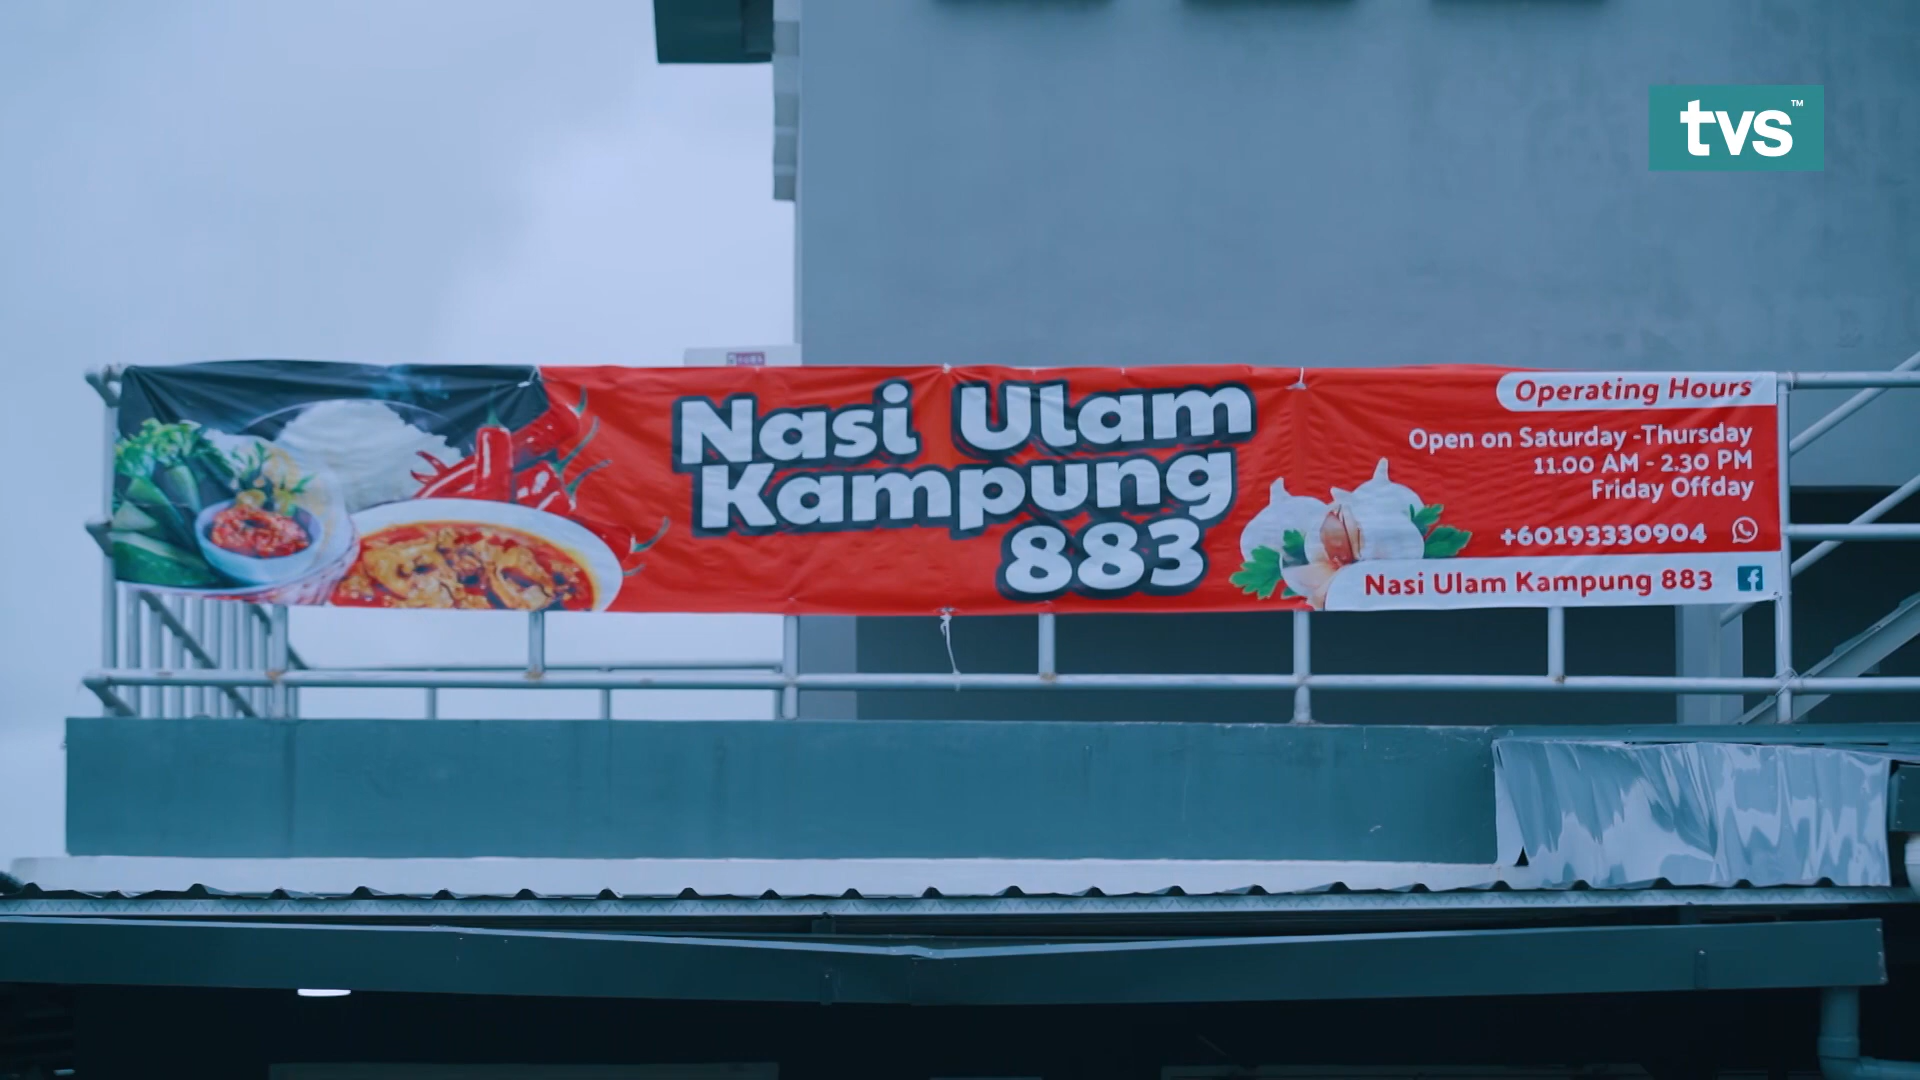 tvs™
Nasi Ulam
Kampung
883
Operating Hours
Open on Saturday -Thursday
11.00 AM - 2.30 PM
Friday Offday
+60193330904
Nasi Ulam Kampung 883